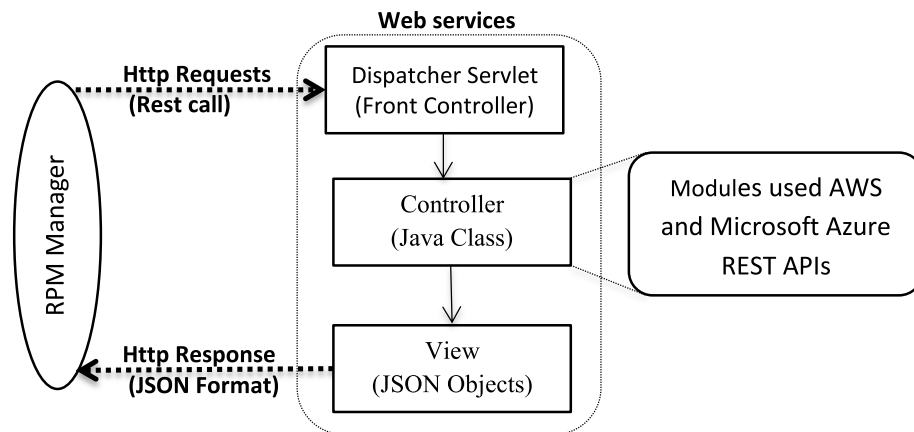 Web services
Http Requests
(Rest call)
Dispatcher Servlet
(Front Controller)
RPM Manager
Controller
(Java Class)
Modules used AWS
and Microsoft Azure
REST APIs
Http Response
(JSON Format)
View
(JSON Objects)